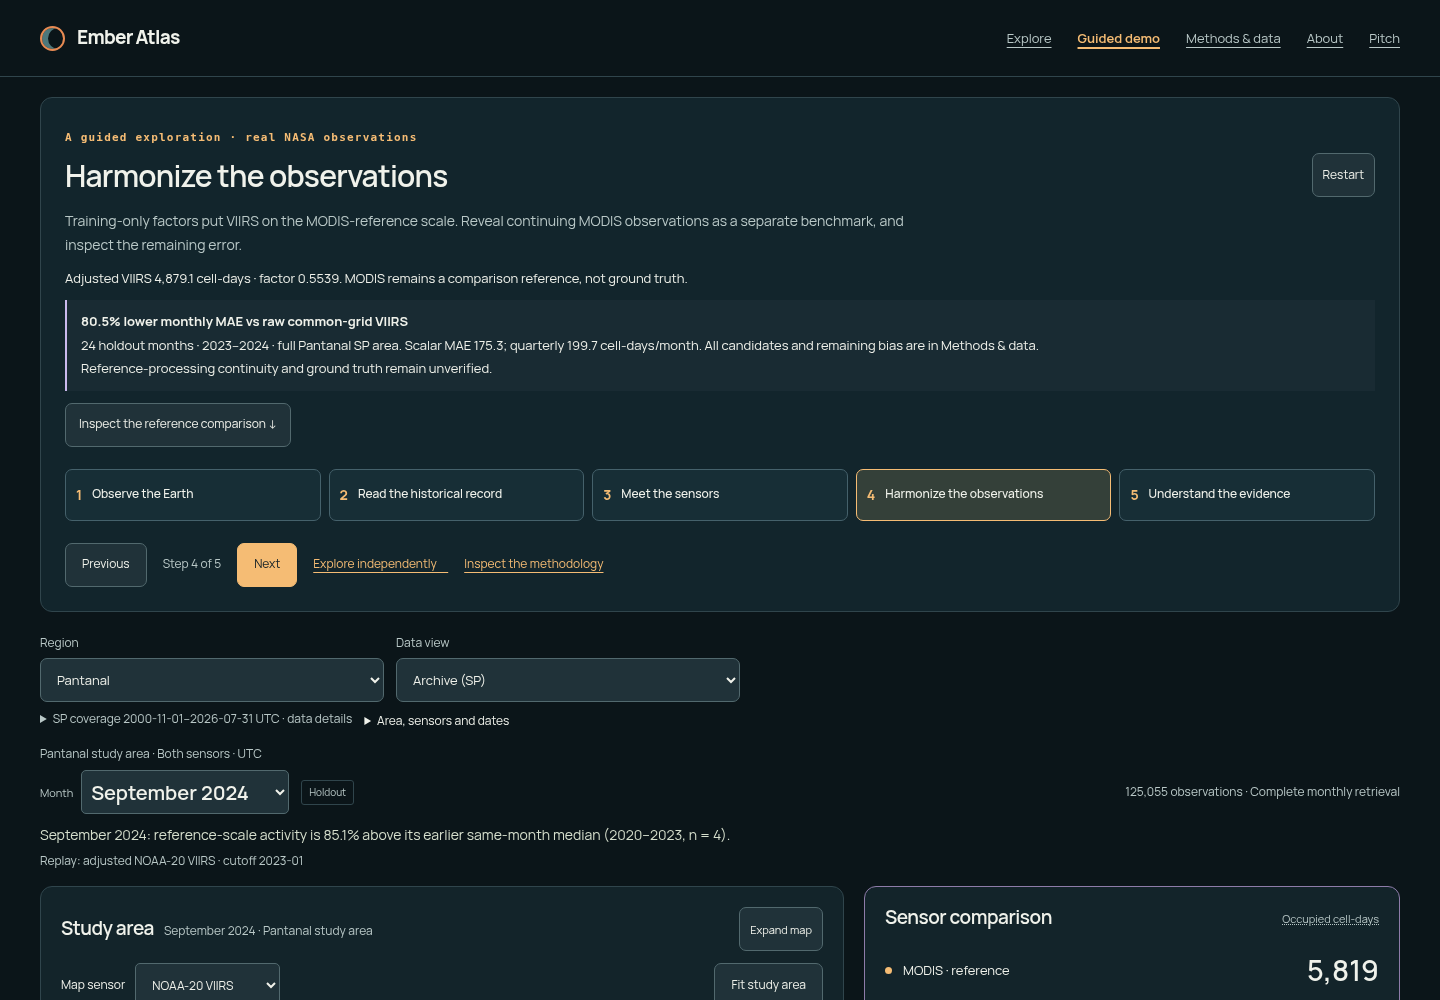 Ember Atlas
Explore
Guided demo
Methods & data
About
Pitch
A guided exploration · real NASA observations
Harmonize the observations
Restart
Training-only factors put VIIRS on the MODIS-reference scale. Reveal continuing MODIS observations as a separate benchmark, and
inspect the remaining error.
Adjusted VIIRS 4,879.1 cell-days · factor 0.5539. MODIS remains a comparison reference, not ground truth.
80.5% lower monthly MAE vs raw common-grid VIIRS
24 holdout months · 2023–2024 · full Pantanal SP area. Scalar MAE 175.3; quarterly 199.7 cell-days/month. All candidates and remaining bias are in Methods & data.
Reference-processing continuity and ground truth remain unverified.
Inspect the reference comparison ↓
1 Observe the Earth
2 Read the historical record
3 Meet the sensors
4 Harmonize the observations
5 Understand the evidence
Previous
Step 4 of 5
Next
Explore independently
Inspect the methodology
Region
Data view
Pantanal
Archive (SP)
SP coverage 2000-11-01–2026-07-31 UTC · data details
Area, sensors and dates
Pantanal study area · Both sensors · UTC
Month
September 2024
Holdout
125,055 observations · Complete monthly retrieval
September 2024: reference-scale activity is 85.1% above its earlier same-month median (2020–2023, n = 4).
Replay: adjusted NOAA-20 VIIRS · cutoff 2023-01
Study area
September 2024 · Pantanal study area
Expand map
Map sensor
NOAA-20 VIIRS
Fit study area
Sensor comparison
Occupied cell-days
MODIS · reference
5,819